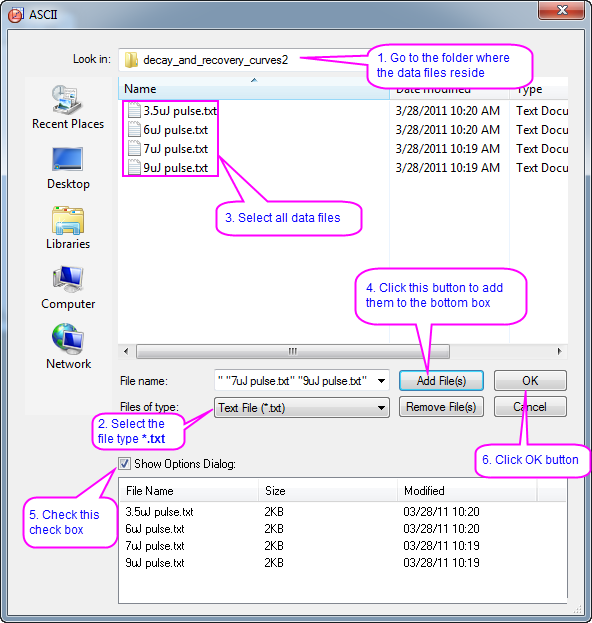 ASCII
Look in:
decay_and_recovery_curves2
1. Go to the folder where
the data files reside
Name
Date modified
Type
3.5uJ pulse.txt
3/28/2011 10:20 AM
Text Docu
6uJ pulse.txt
3/28/2011 10:20 AM
Text Docu
7uJ pulse.txt
3/28/2011 10:19 AM
Text Docu
9uJ pulse.txt
3/28/2011 10:19 AM
Text Docu
Recent Places
Desktop
Libraries
Computer
Network
3. Select all data files
4. Click this button to add
them to the bottom box
File name:
" "7uJ pulse.txt" "9uJ pulse.txt"
Add File(s)
OK
Files of type:
Text File (*.txt)
Remove File(s)
Cancel
2. Select the
file type *.txt
6. Click OK button
Show Options Dialog:
5. Check this
check box
File Name
Size
Modified
3.5uJ pulse.txt
2KB
03/28/11 10:20
6uJ pulse.txt
2KB
03/28/11 10:20
7uJ pulse.txt
2KB
03/28/11 10:19
9uJ pulse.txt
2KB
03/28/11 10:19